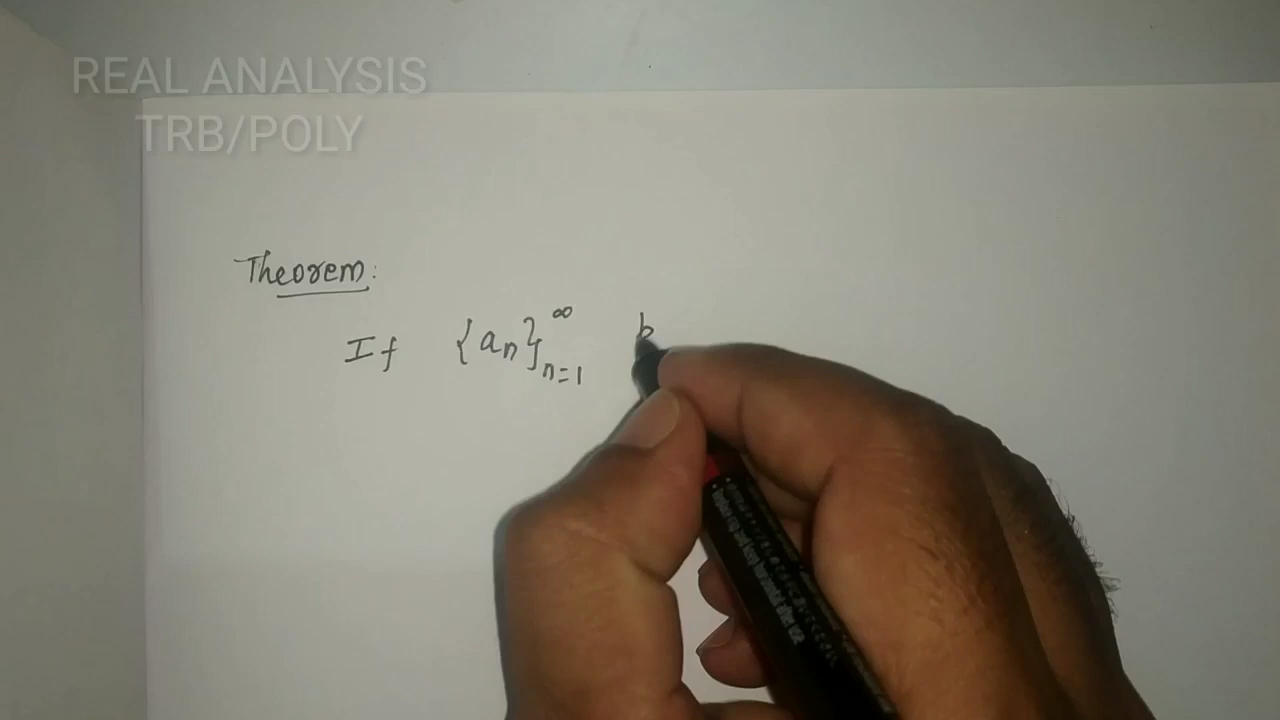 REAL ANALYSIS
TRB/POLY
Theorem:
If {aₙ}∞ₙ₌₁ b